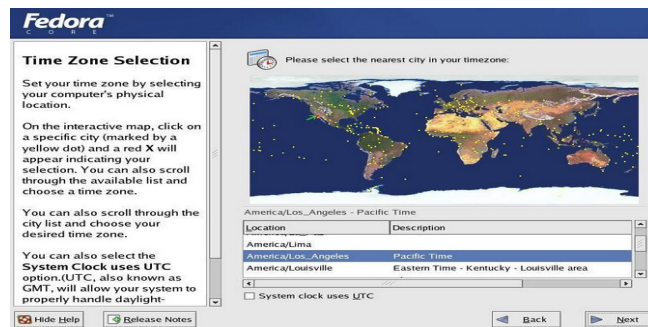 Fedora™
CORE
Time Zone Selection
Set your time zone by selecting
your computer's physical
location.
On the interactive map, click on
a specific city (marked by a
yellow dot) and a red X will
appear indicating your
selection. You can also scroll
through the available list and
choose a time zone.
You can also scroll through the
city list and choose your
desired time zone.
You can also select the
System Clock uses UTC
option.(UTC, also known as
GMT, will allow your system to
properly handle daylight-
Please select the nearest city in your timezone:
America/Los_Angeles - Pacific Time
Location Description
America/Lima
America/Los_Angeles Pacific Time
America/Louisville Eastern Time - Kentucky - Louisville area
System clock uses UTC
Hide Help Release Notes Back Next